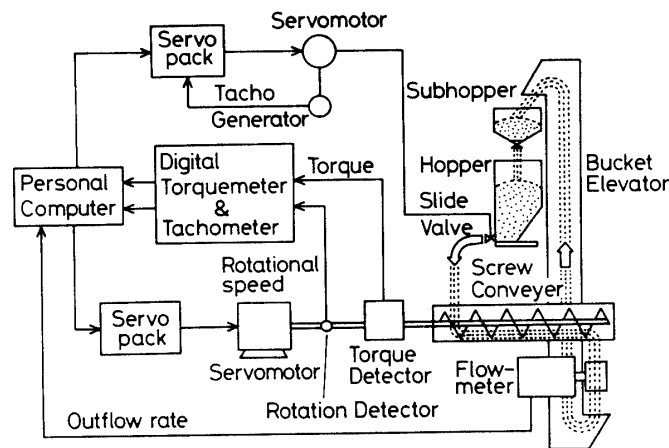 Servomotor
Servo
pack
Tacho
Generator
Subhopper
Hopper
Bucket
Elevator
Digital
Torquemeter
&
Tachometer
Torque
Personal
Computer
Slide
Valve
Rotational
speed
Screw
Conveyer
Servo
pack
Servomotor
Torque
Detector
Flow-
meter
Rotation Detector
Outflow rate